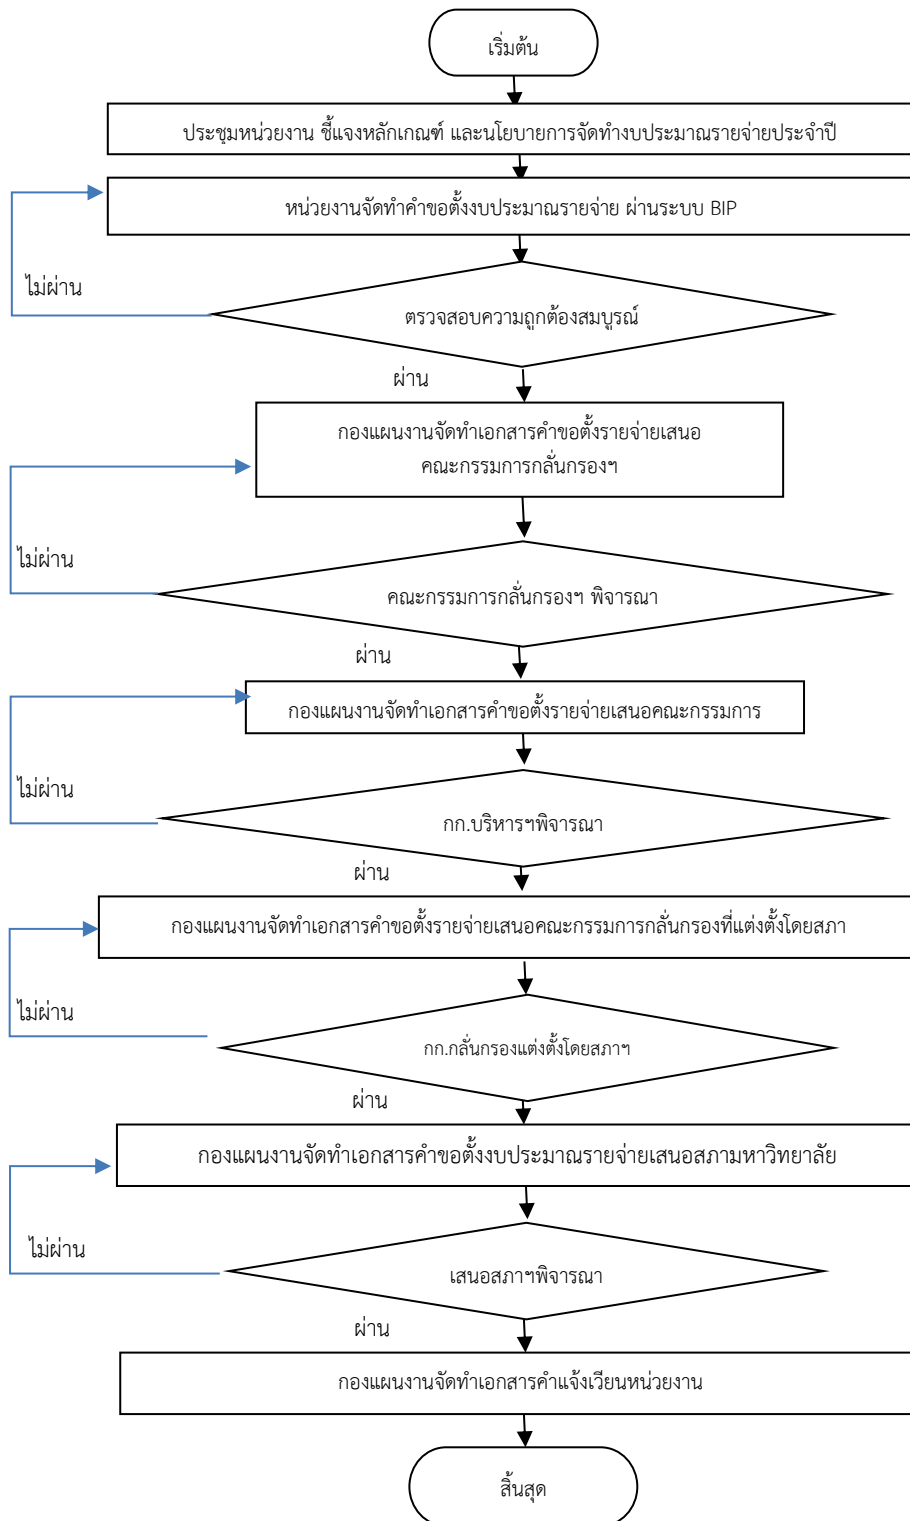 เริ่มต้น
ประชุมหน่วยงาน ชี้แจงหลักเกณฑ์ และนโยบายการจัดทำงบประมาณรายจ่ายประจำปี
หน่วยงานจัดทำคำขอตั้งงบประมาณรายจ่าย ผ่านระบบ BIP
ไม่ผ่าน
ตรวจสอบความถูกต้องสมบูรณ์
ผ่าน
กองแผนงานจัดทำเอกสารคำขอตั้งรายจ่ายเสนอ
คณะกรรมการกลั่นกรองฯ
ไม่ผ่าน
คณะกรรมการกลั่นกรองฯ พิจารณา
ผ่าน
กองแผนงานจัดทำเอกสารคำขอตั้งรายจ่ายเสนอคณะกรรมการ
ไม่ผ่าน
กก.บริหารฯพิจารณา
ผ่าน
กองแผนงานจัดทำเอกสารคำขอตั้งรายจ่ายเสนอคณะกรรมการกลั่นกรองที่แต่งตั้งโดยสภา
ไม่ผ่าน
กก.กลั่นกรองแต่งตั้งโดยสภาฯ
ผ่าน
กองแผนงานจัดทำเอกสารคำขอตั้งงบประมาณรายจ่ายเสนอสภามหาวิทยาลัย
ไม่ผ่าน
เสนอสภาฯพิจารณา
ผ่าน
กองแผนงานจัดทำเอกสารคำแจ้งเวียนหน่วยงาน
สิ้นสุด